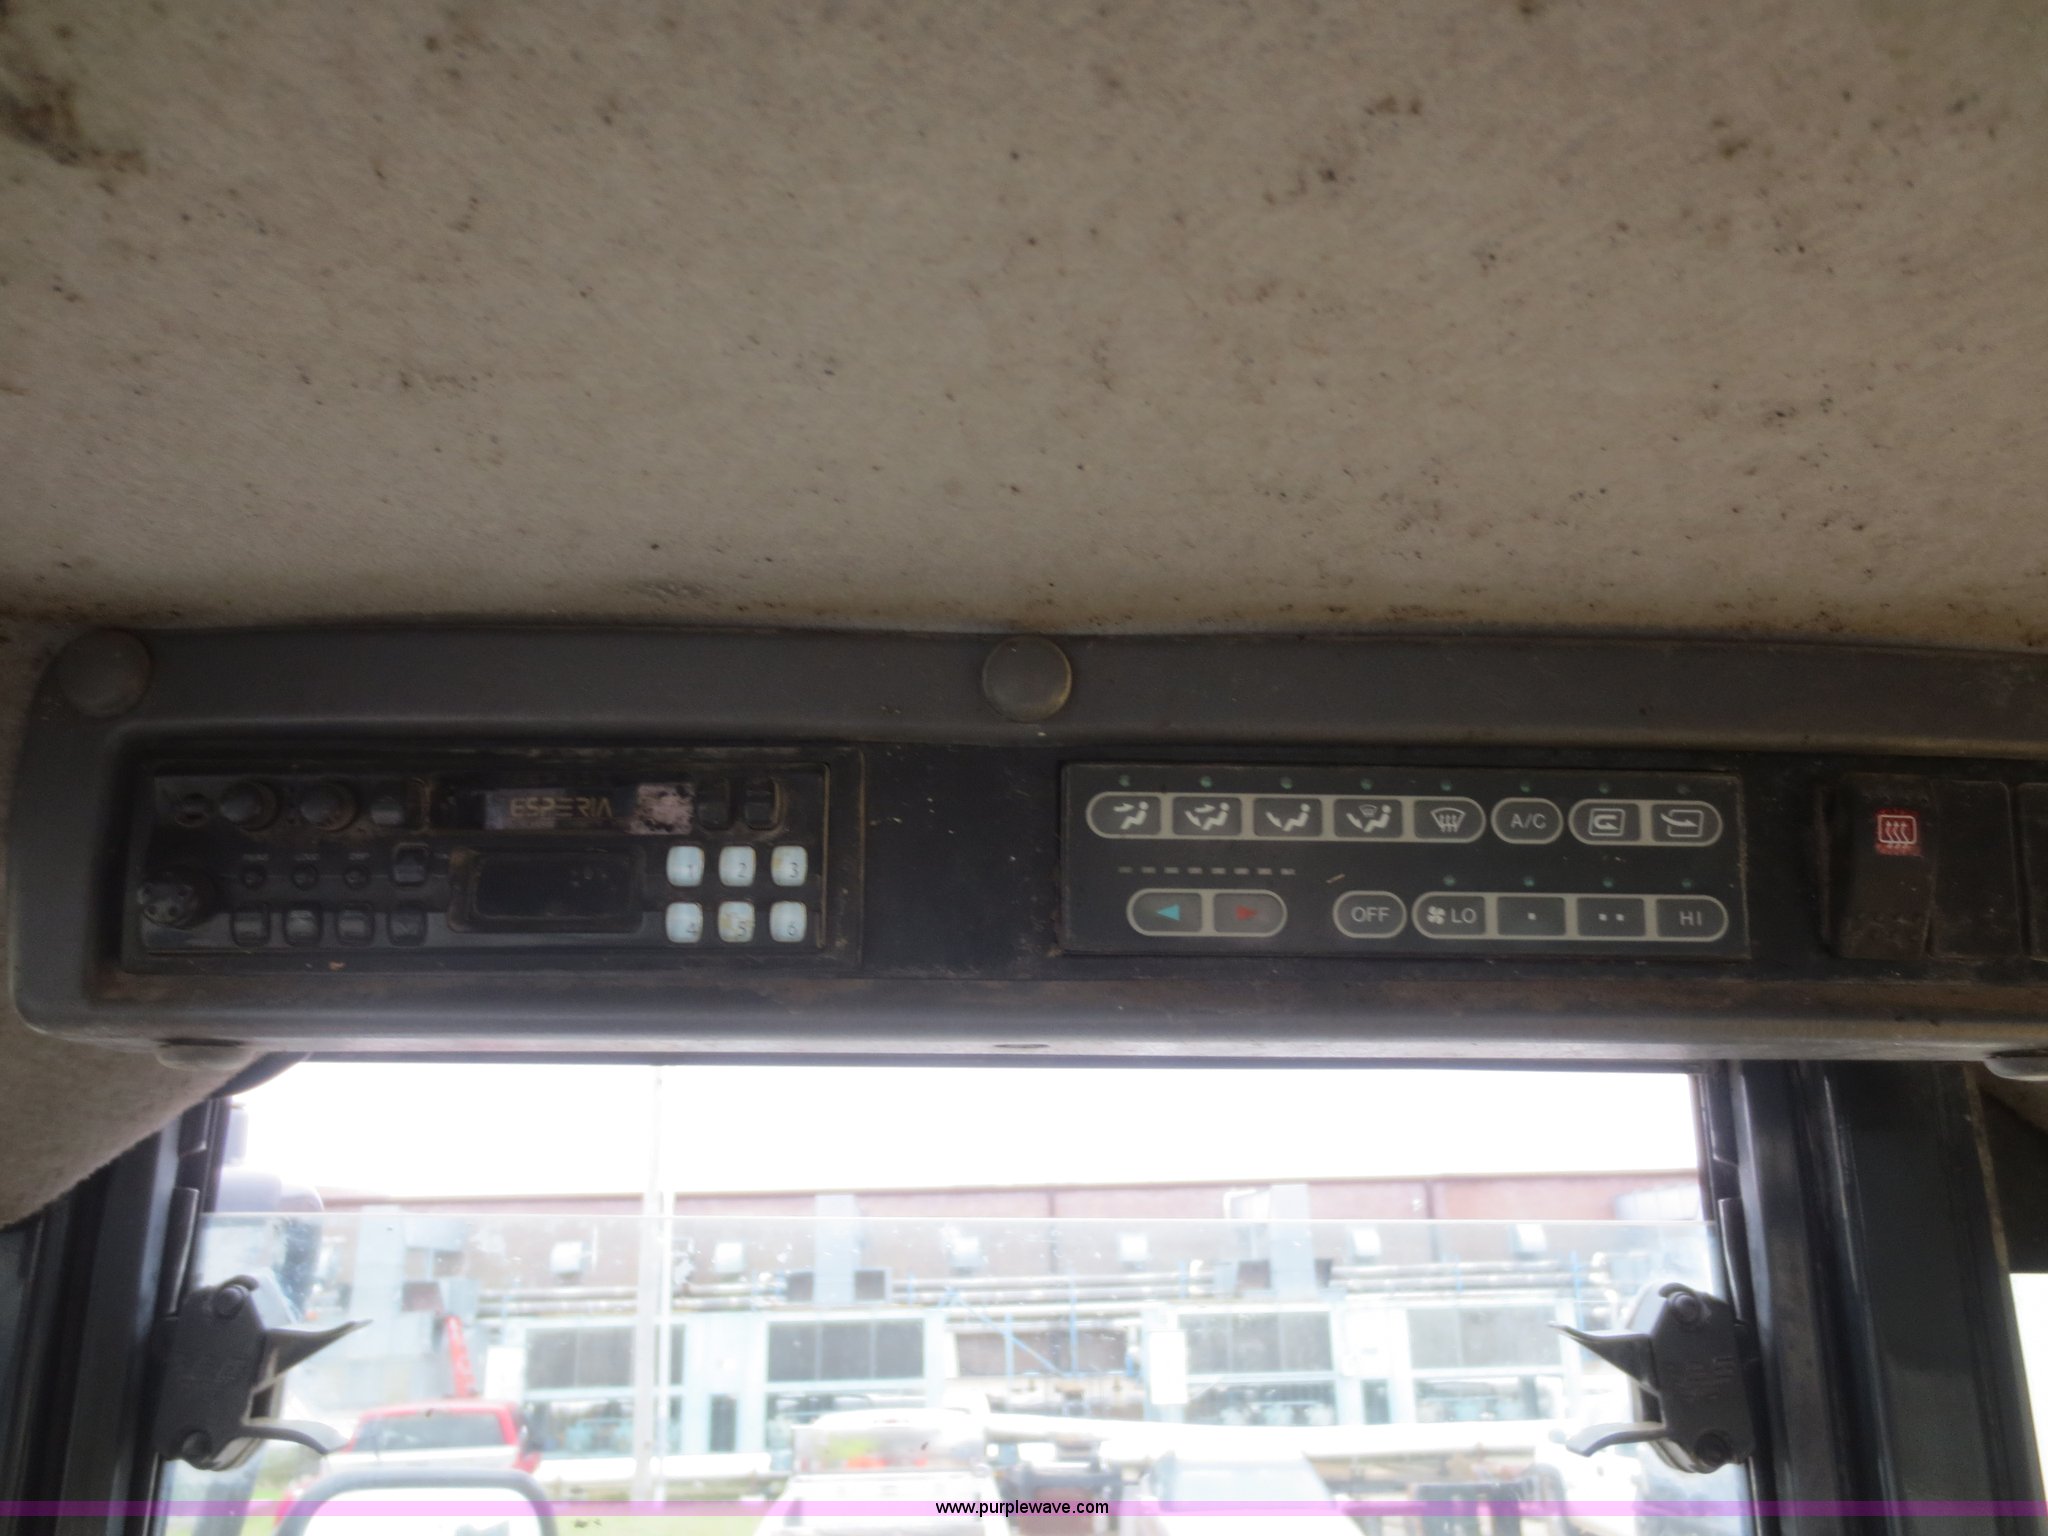 ESPERIA
1 2 3
4 5 6
A/C
OFF LO HI
www.purplewave.com